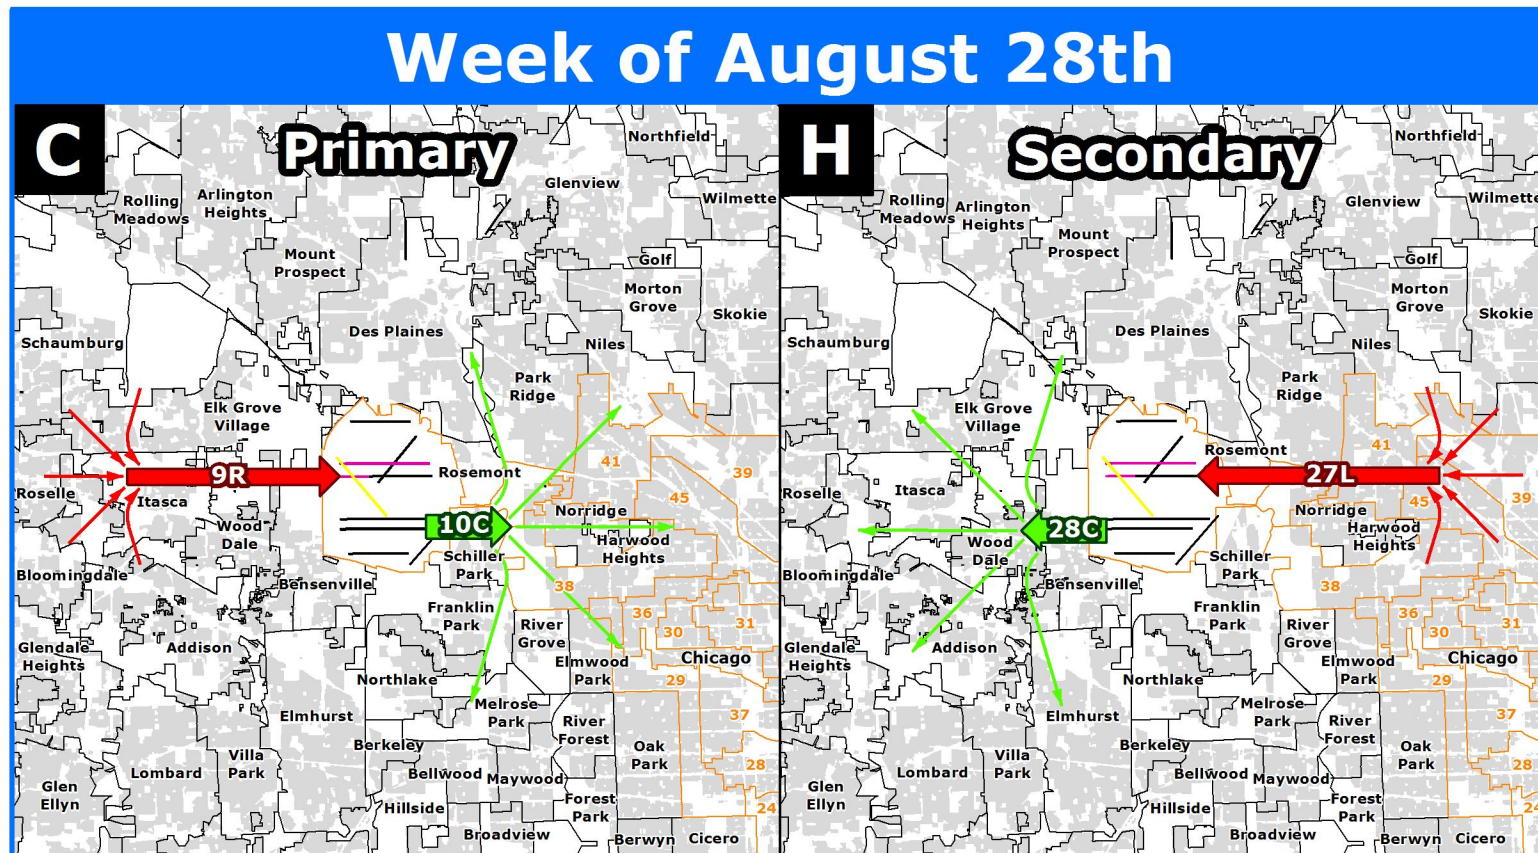 Week of August 28th
C
Primary
Northfield
Glenview
Arlington
Heights
Rolling
Meadows
Wilmette
Mount
Prospect
Golf
Morton
Grove
Skokie
Des Plaines
Schaumburg
Niles
Park
Ridge
Elk Grove
Village
41
39
9R
Rosemont
Roselle
Itasca
45
Norridge
10C
Wood
Dale
Harwood
Heights
Schiller
Park
Bloomingdale
Bensenville
38
Franklin
Park
36
31
River
Grove
30
Glendale
Heights
Addison
Chicago
Elmwood
Park
29
Northlake
Melrose
Park
37
Elmhurst
River
Forest
Berkeley
Oak
Park
Villa
Park
28
Lombard
Bellwood
Maywood
Glen
Ellyn
Forest
Park
24
Hillside
Broadview
Berwyn
Cicero
H
Secondary
Northfield
Glenview
Rolling
Meadows
Arlington
Heights
Wilmette
Mount
Prospect
Golf
Morton
Grove
Skokie
Des Plaines
Schaumburg
Niles
Park
Ridge
Elk Grove
Village
41
Rosemont
27L
Roselle
Itasca
45
39
Norridge
28C
Harwood
Heights
Wood
Dale
Schiller
Park
Bloomingdale
Bensenville
38
Franklin
Park
36
31
River
Grove
30
Glendale
Heights
Addison
Chicago
Elmwood
Park
29
Northlake
Melrose
Park
37
Elmhurst
River
Forest
Berkeley
Oak
Park
Villa
Park
28
Lombard
Bellwood
Maywood
Glen
Ellyn
Forest
Park
24
Hillside
Broadview
Berwyn
Cicero